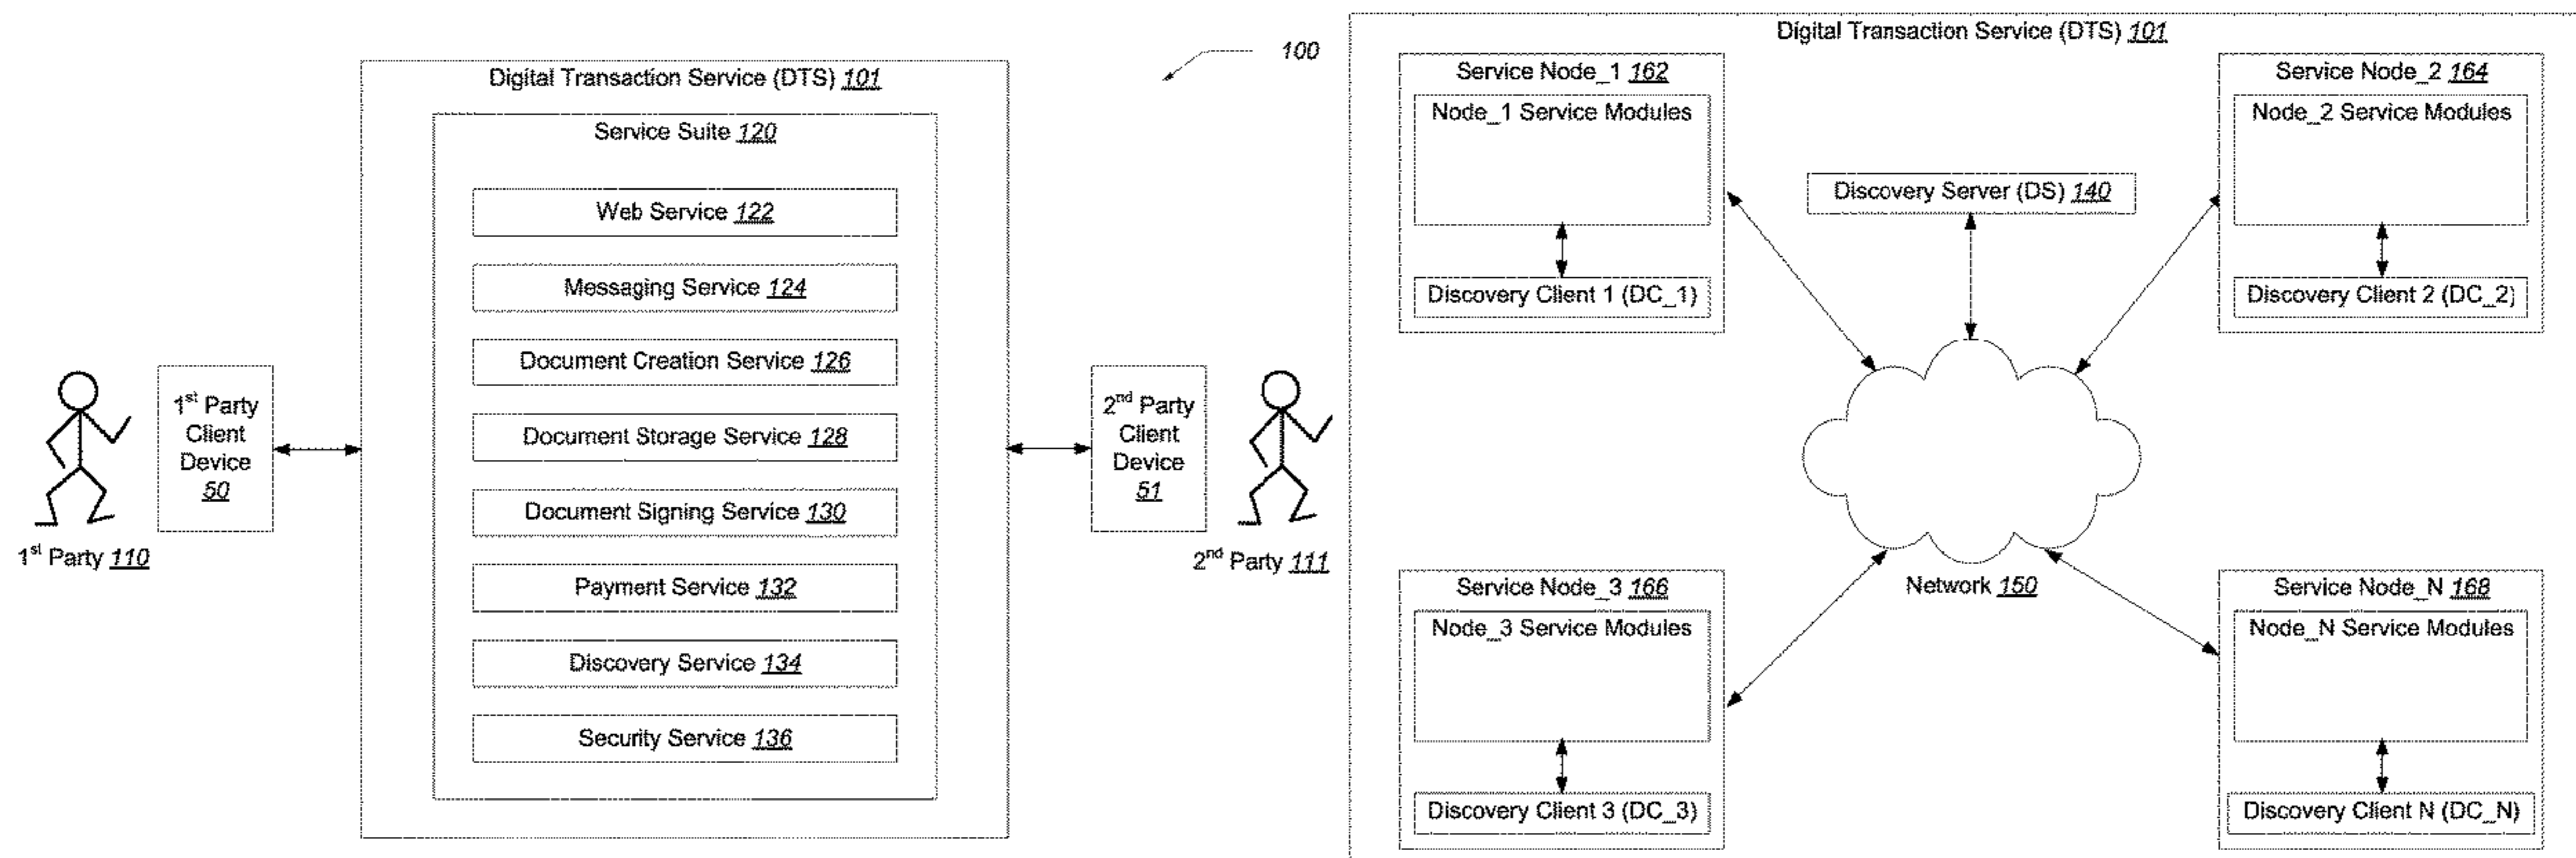 100
Digital Transaction Service (DTS) 101
Service Suite 120
Web Service 122
Messaging Service 124
Document Creation Service 126
Document Storage Service 128
Document Signing Service 130
Payment Service 132
Discovery Service 134
Security Service 136
1st Party
Client
Device
50
1st Party 110
2nd Party
Client
Device
51
2nd Party 111
Digital Transaction Service (DTS) 101
Service Node_1 162
Node_1 Service Modules
Discovery Client 1 (DC_1)
Discovery Server (DS) 140
Service Node_2 164
Node_2 Service Modules
Discovery Client 2 (DC_2)
Network 150
Service Node_3 166
Node_3 Service Modules
Discovery Client 3 (DC_3)
Service Node_N 168
Node_N Service Modules
Discovery Client N (DC_N)